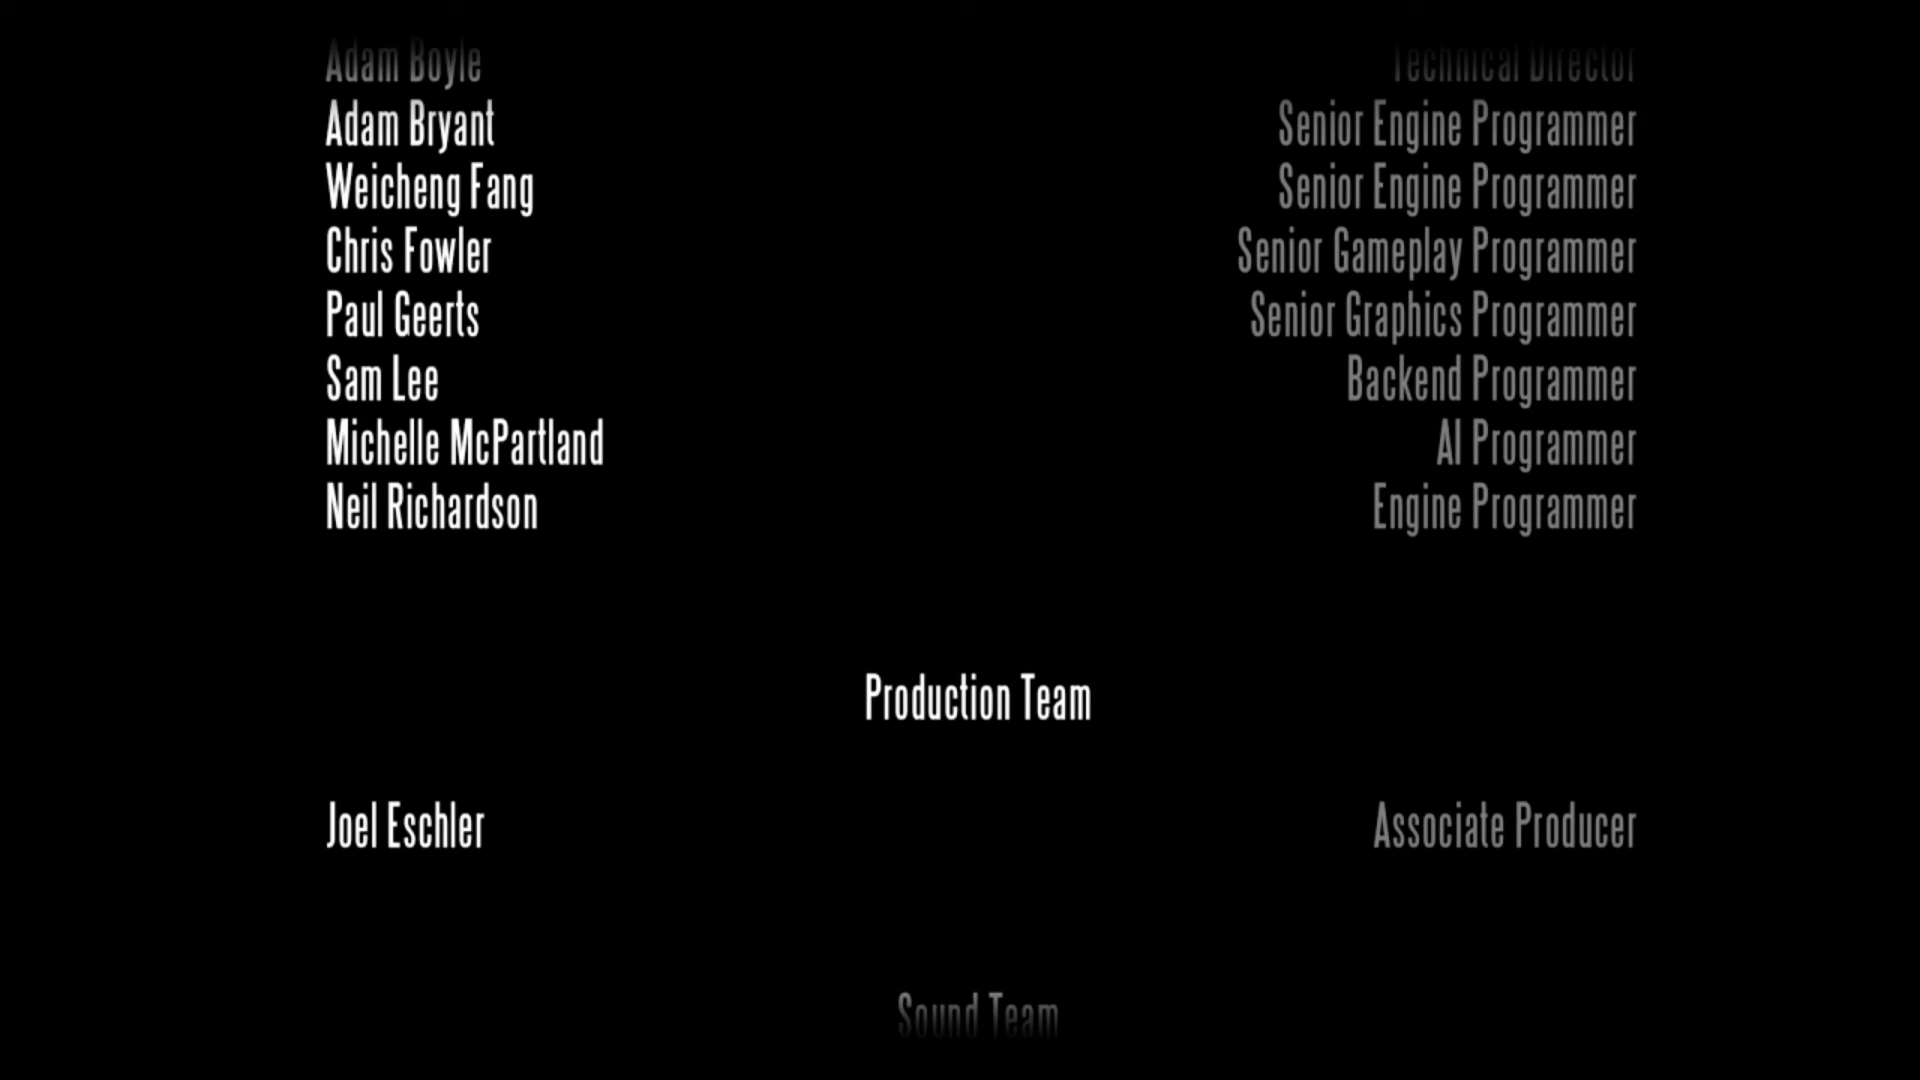 Adam Boyle Technical Director
Adam Bryant Senior Engine Programmer
Weicheng Fang Senior Engine Programmer
Chris Fowler Senior Gameplay Programmer
Paul Geerts Senior Graphics Programmer
Sam Lee Backend Programmer
Michelle McPartland AI Programmer
Neil Richardson Engine Programmer
Production Team
Joel Eschler Associate Producer
Sound Team